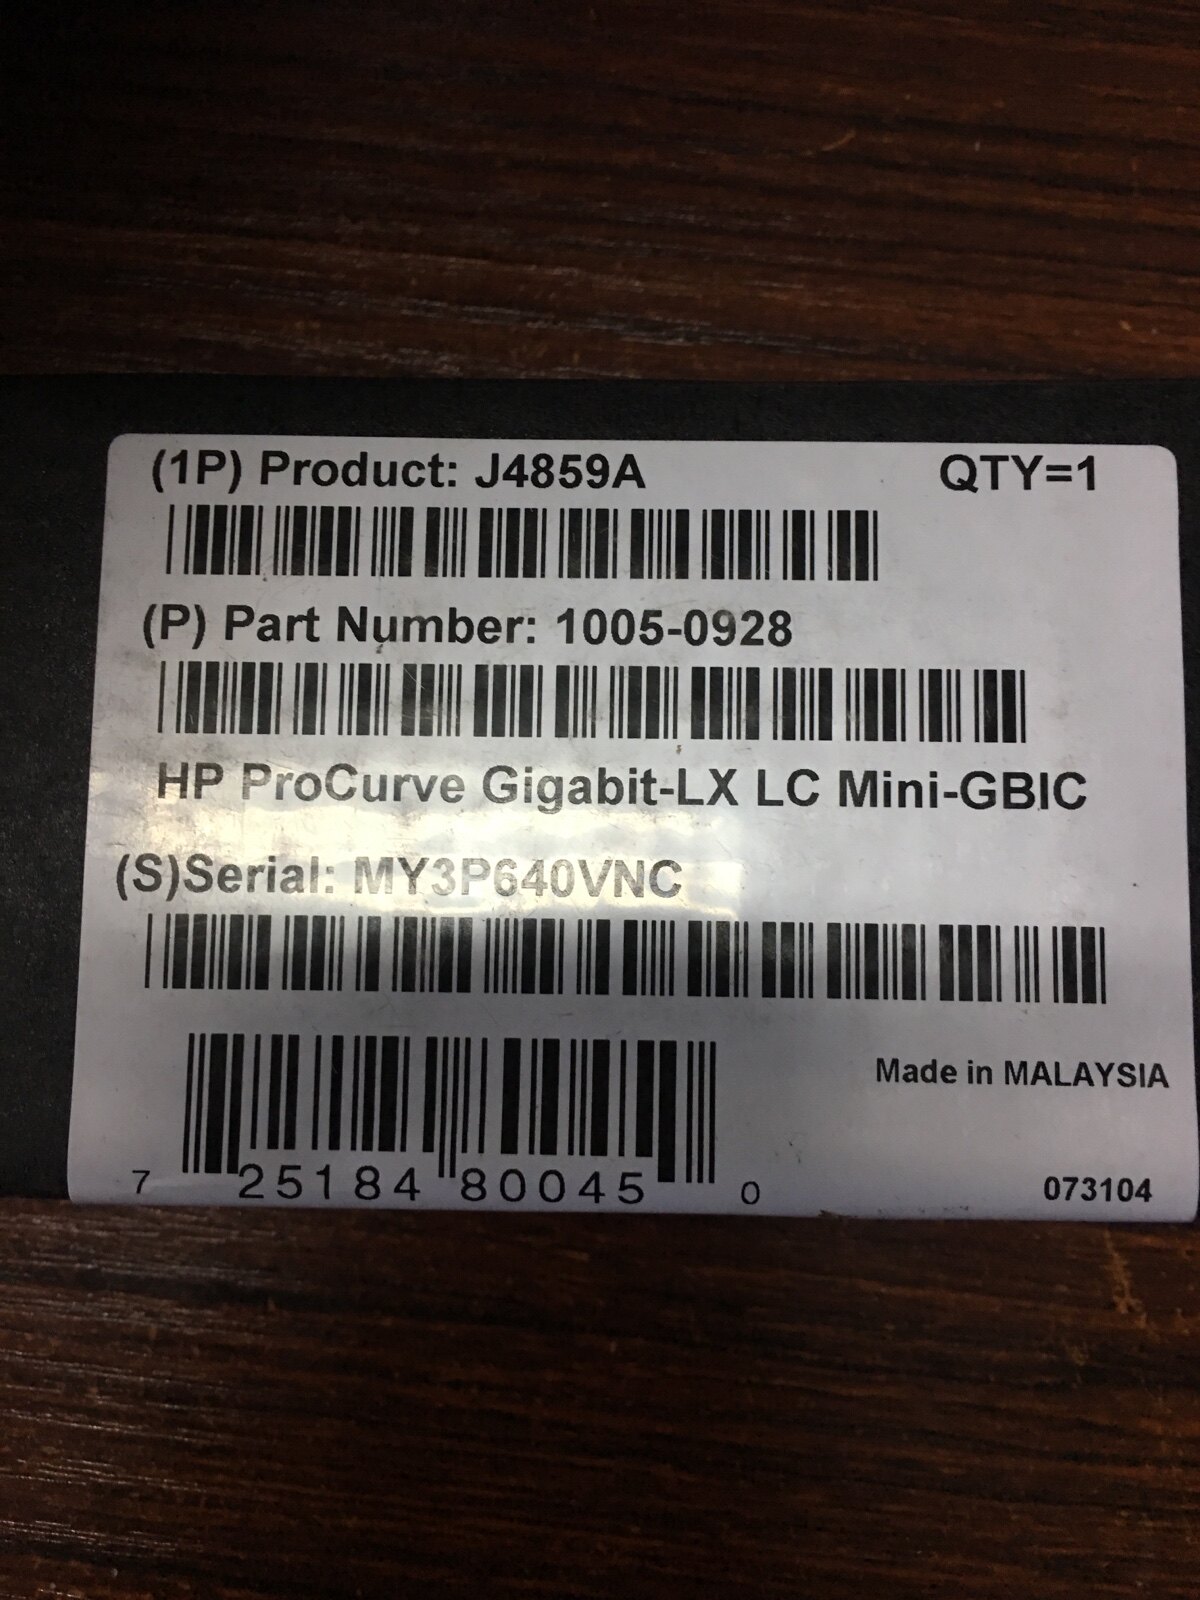 (1P) Product: J4859A QTY=1
(P) Part Number: 1005-0928
HP ProCurve Gigabit-LX LC Mini-GBIC
(S)Serial: MY3P640VNC
Made in MALAYSIA
7 25184 80045 0
073104